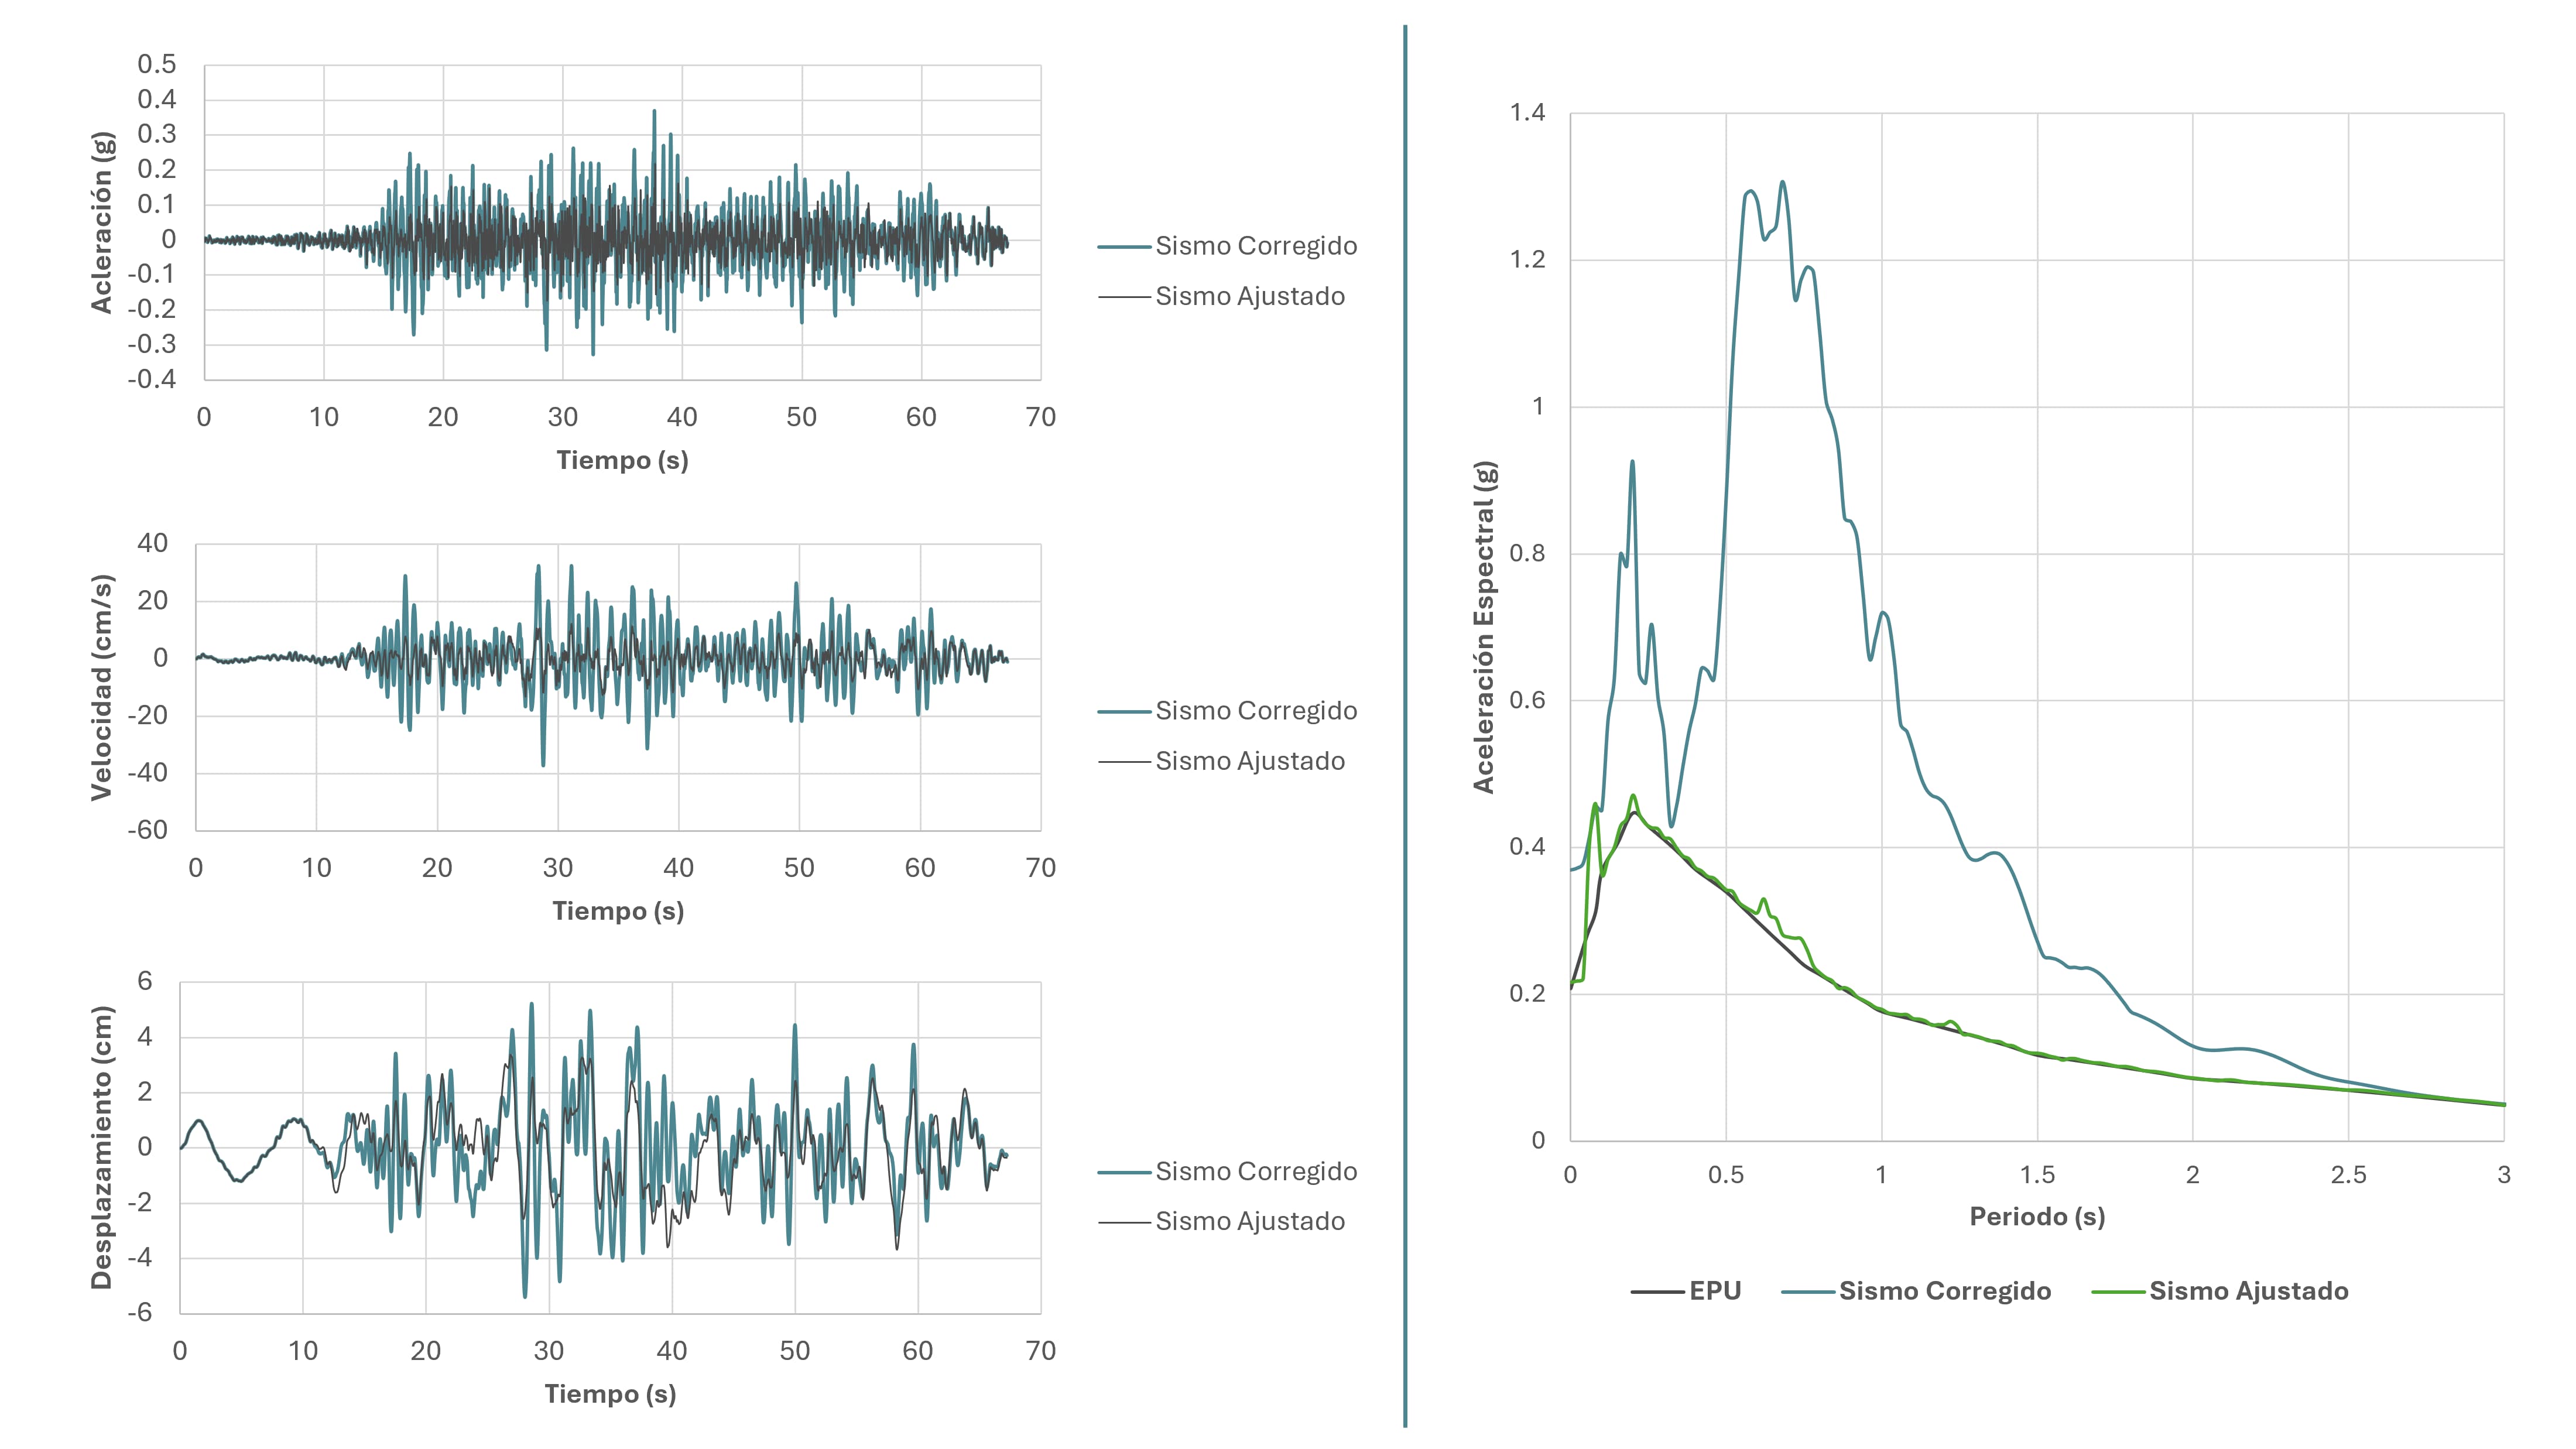 0.5
0.4
0.3
0.2
0.1
0
-0.1
-0.2
-0.3
-0.4
Acleración (g)
0 10 20 30 40 50 60 70
Tiempo (s)
Sismo Corregido
Sismo Ajustado
40
20
0
-20
-40
-60
Velocidad (cm/s)
0 10 20 30 40 50 60 70
Tiempo (s)
Sismo Corregido
Sismo Ajustado
6
4
2
0
-2
-4
-6
Desplazamiento (cm)
0 10 20 30 40 50 60 70
Tiempo (s)
Sismo Corregido
Sismo Ajustado
1.4
1.2
1
0.8
0.6
0.4
0.2
0
Aceleración Espectral (g)
0 0.5 1 1.5 2 2.5 3
Periodo (s)
EPU Sismo Corregido Sismo Ajustado